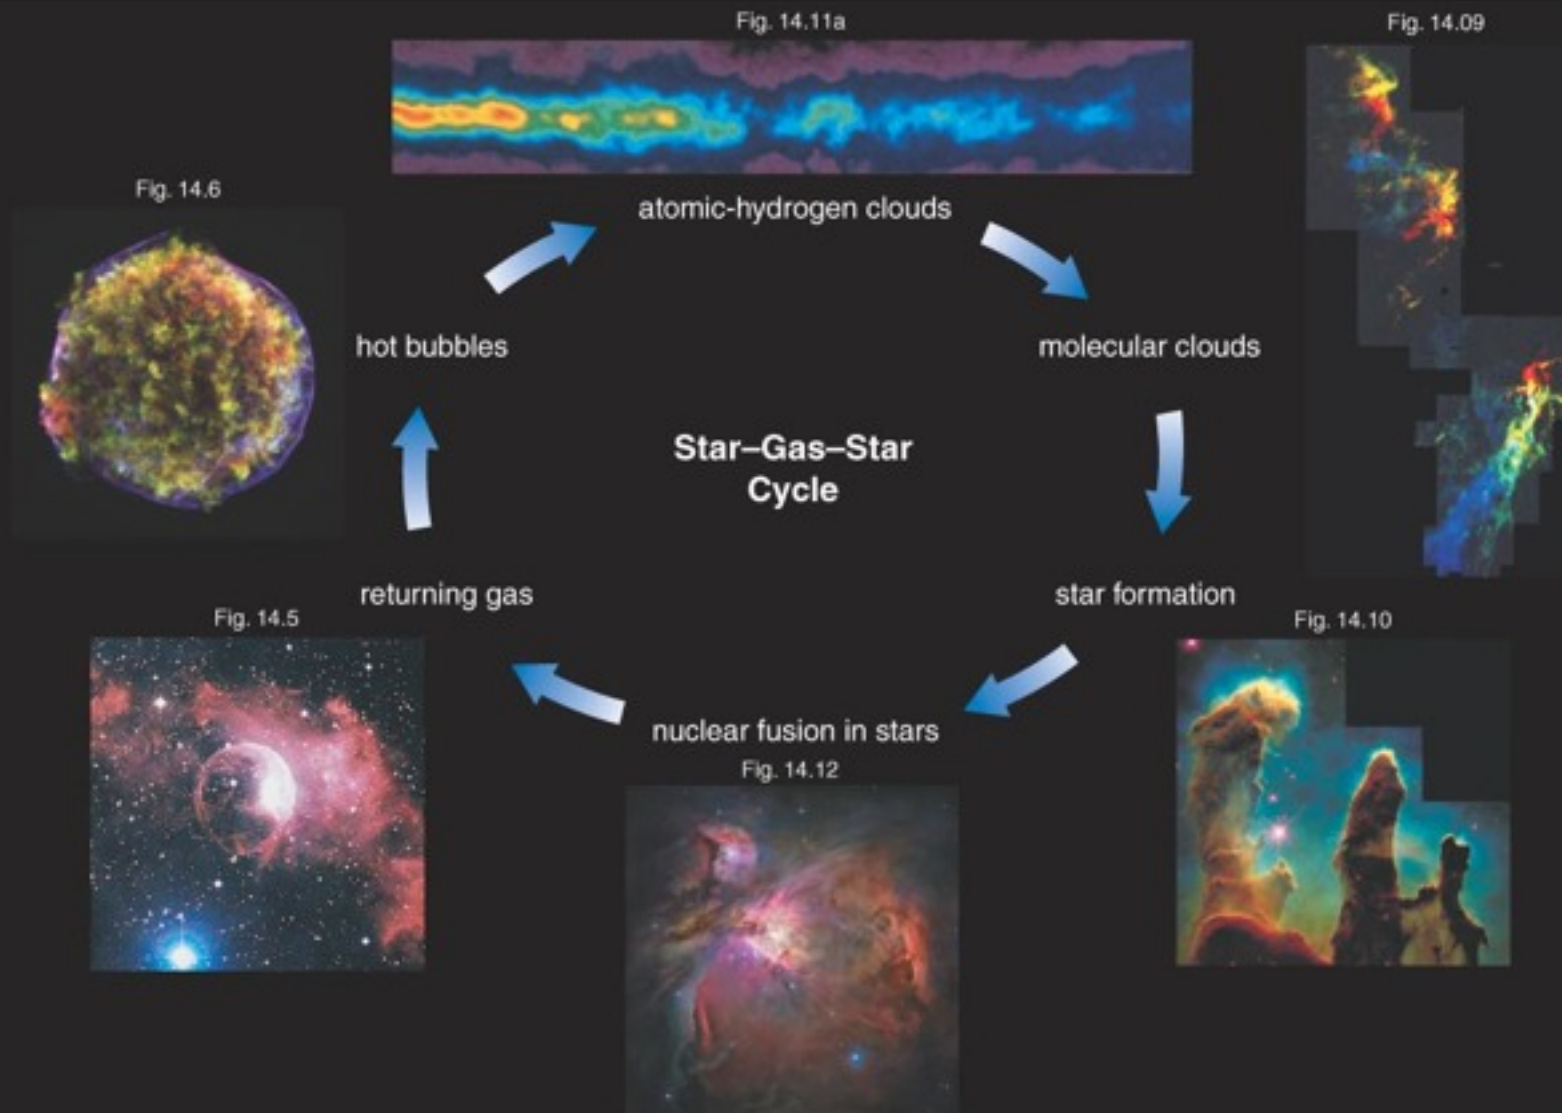 Fig. 14.11a
Fig. 14.09
Fig. 14.6
atomic-hydrogen clouds
hot bubbles
molecular clouds
Star–Gas–Star
Cycle
returning gas
star formation
Fig. 14.5
Fig. 14.10
nuclear fusion in stars
Fig. 14.12